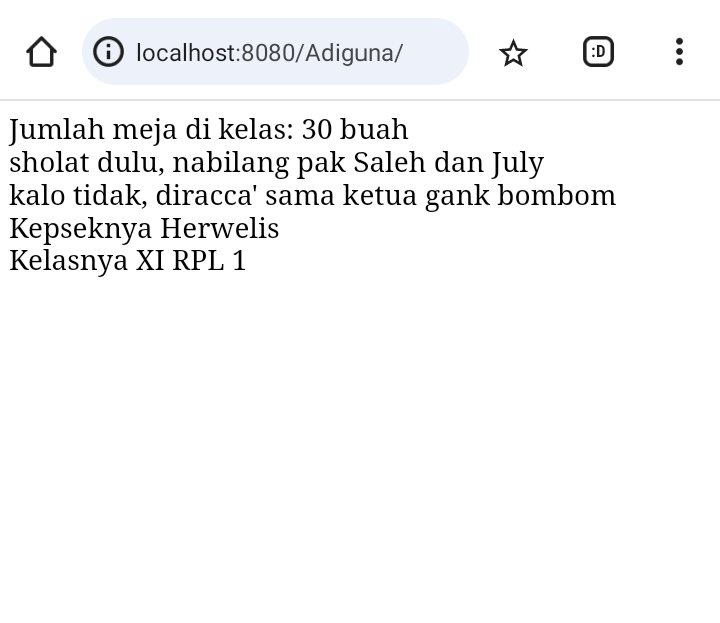 localhost:8080/Adiguna/
:D
Jumlah meja di kelas: 30 buah
sholat dulu, nabilang pak Saleh dan July
kalo tidak, diracca' sama ketua gank bombom
Kepseknya Herwelis
Kelasnya XI RPL 1